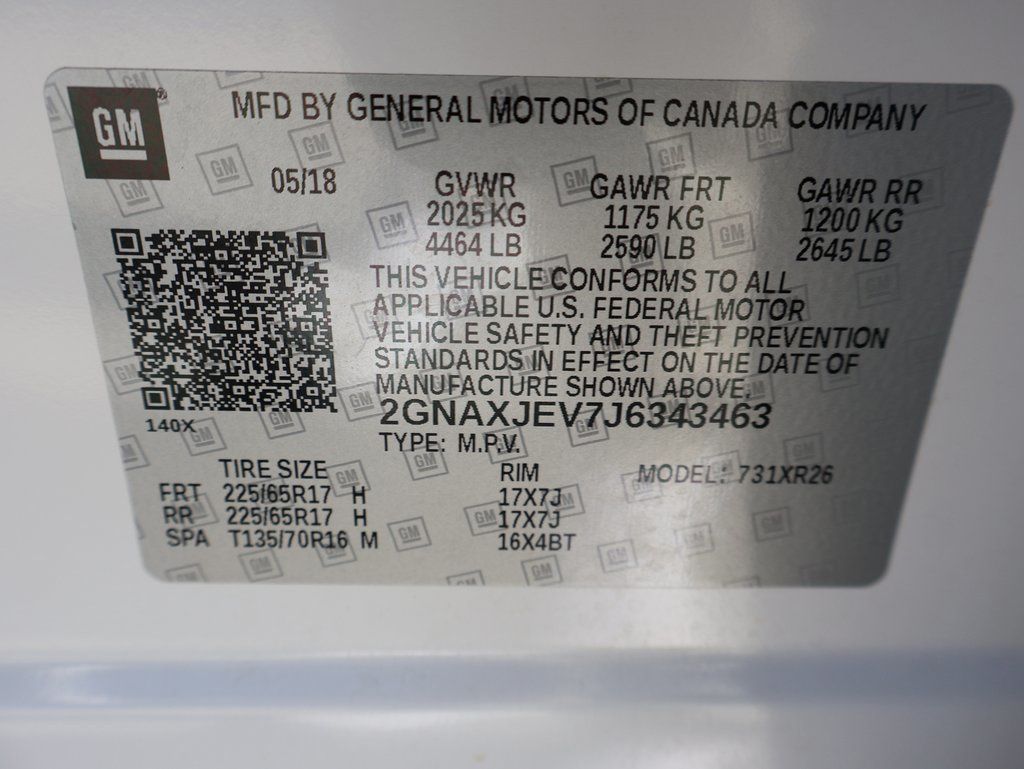 GM
MFD BY GENERAL MOTORS OF CANADA COMPANY
05/18 GVWR GAWR FRT GAWR RR
2025 KG 1175 KG 1200 KG
4464 LB 2590 LB 2645 LB
THIS VEHICLE CONFORMS TO ALL
APPLICABLE U.S. FEDERAL MOTOR
VEHICLE SAFETY AND THEFT PREVENTION
STANDARDS IN EFFECT ON THE DATE OF
MANUFACTURE SHOWN ABOVE.
2GNAXJEV7J6343463
140X
TYPE: M.P.V.
TIRE SIZE RIM MODEL: 731XR26
FRT 225/65R17 H 17X7J
RR 225/65R17 H 17X7J
SPA T135/70R16 M 16X4BT